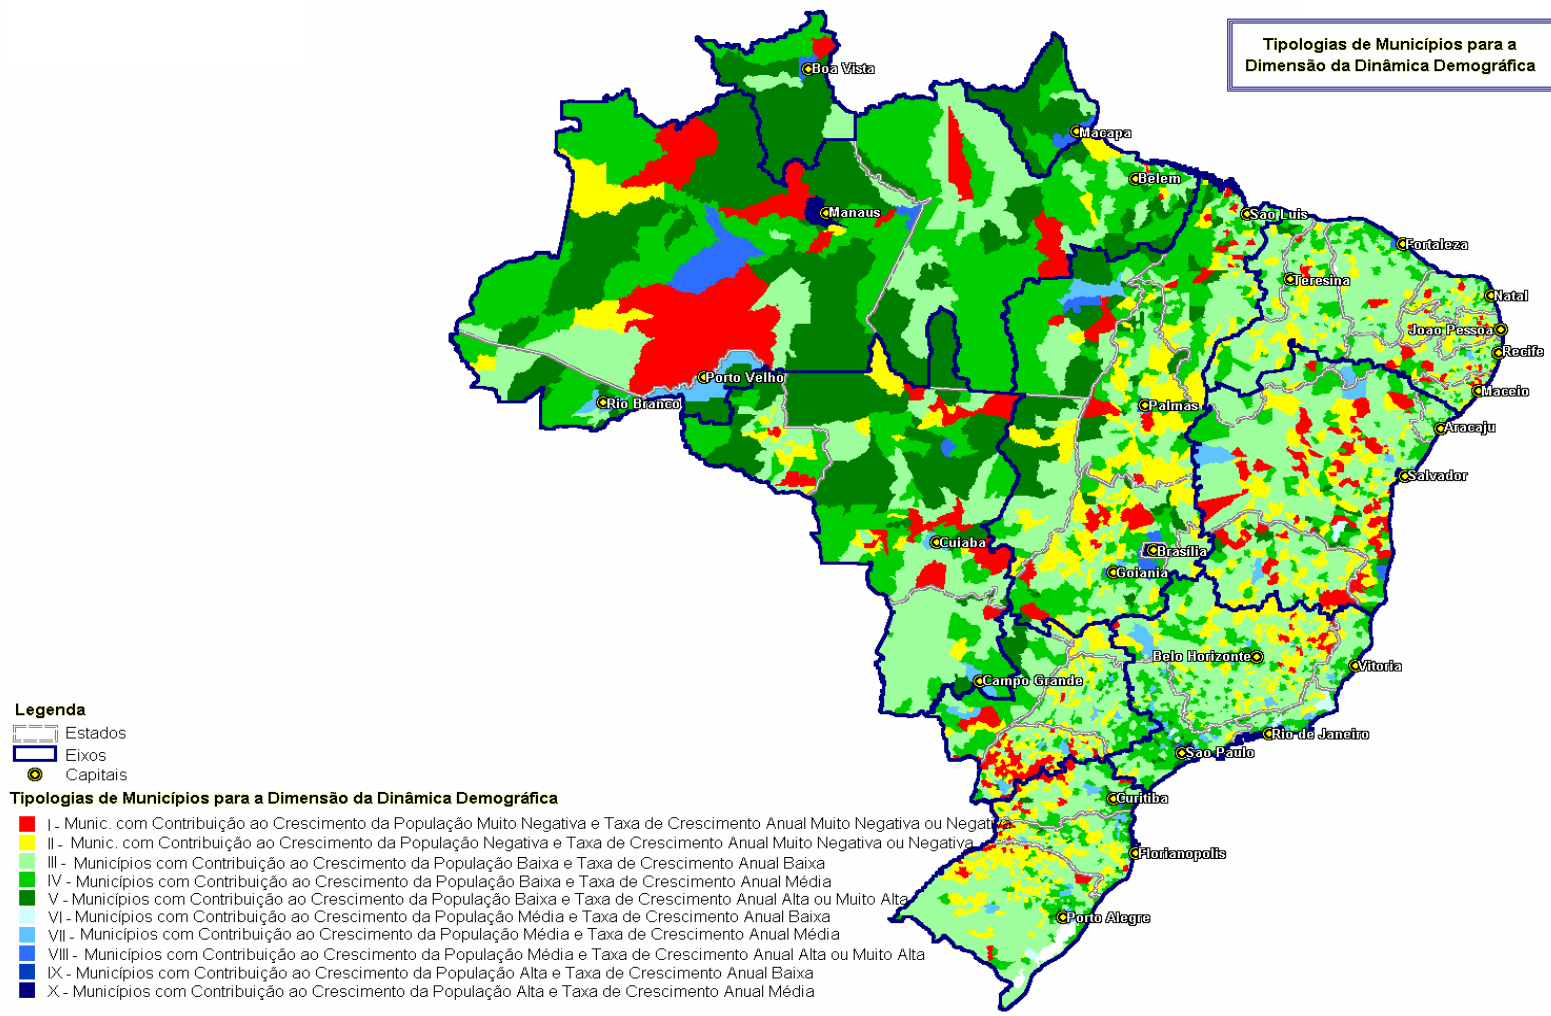 Tipologias de Municípios para a
Dimensão da Dinâmica Demográfica
Boa Vista
Macapa
Belem
Manaus
Sao Luis
Fortaleza
Teresina
Natal
Joao Pessoa
Recife
Porto Velho
Maceio
Rio Branco
Palmas
Aracaju
Salvador
Cuiaba
Brasilia
Goiania
Belo Horizonte
Vitoria
Campo Grande
Rio de Janeiro
Sao Paulo
Curitiba
Florianopolis
Porto Alegre
Legenda
Estados
Eixos
Capitais
Tipologias de Municípios para a Dimensão da Dinâmica Demográfica
I - Munic. com Contribuição ao Crescimento da População Muito Negativa e Taxa de Crescimento Anual Muito Negativa ou Negativa
II - Munic. com Contribuição ao Crescimento da População Negativa e Taxa de Crescimento Anual Muito Negativa ou Negativa
III - Municípios com Contribuição ao Crescimento da População Baixa e Taxa de Crescimento Anual Baixa
IV - Municípios com Contribuição ao Crescimento da População Baixa e Taxa de Crescimento Anual Média
V - Municípios com Contribuição ao Crescimento da População Baixa e Taxa de Crescimento Anual Alta ou Muito Alta
VI - Municípios com Contribuição ao Crescimento da População Média e Taxa de Crescimento Anual Baixa
VII - Municípios com Contribuição ao Crescimento da População Média e Taxa de Crescimento Anual Média
VIII - Municípios com Contribuição ao Crescimento da População Média e Taxa de Crescimento Anual Alta ou Muito Alta
IX - Municípios com Contribuição ao Crescimento da População Alta e Taxa de Crescimento Anual Baixa
X - Municípios com Contribuição ao Crescimento da População Alta e Taxa de Crescimento Anual Média